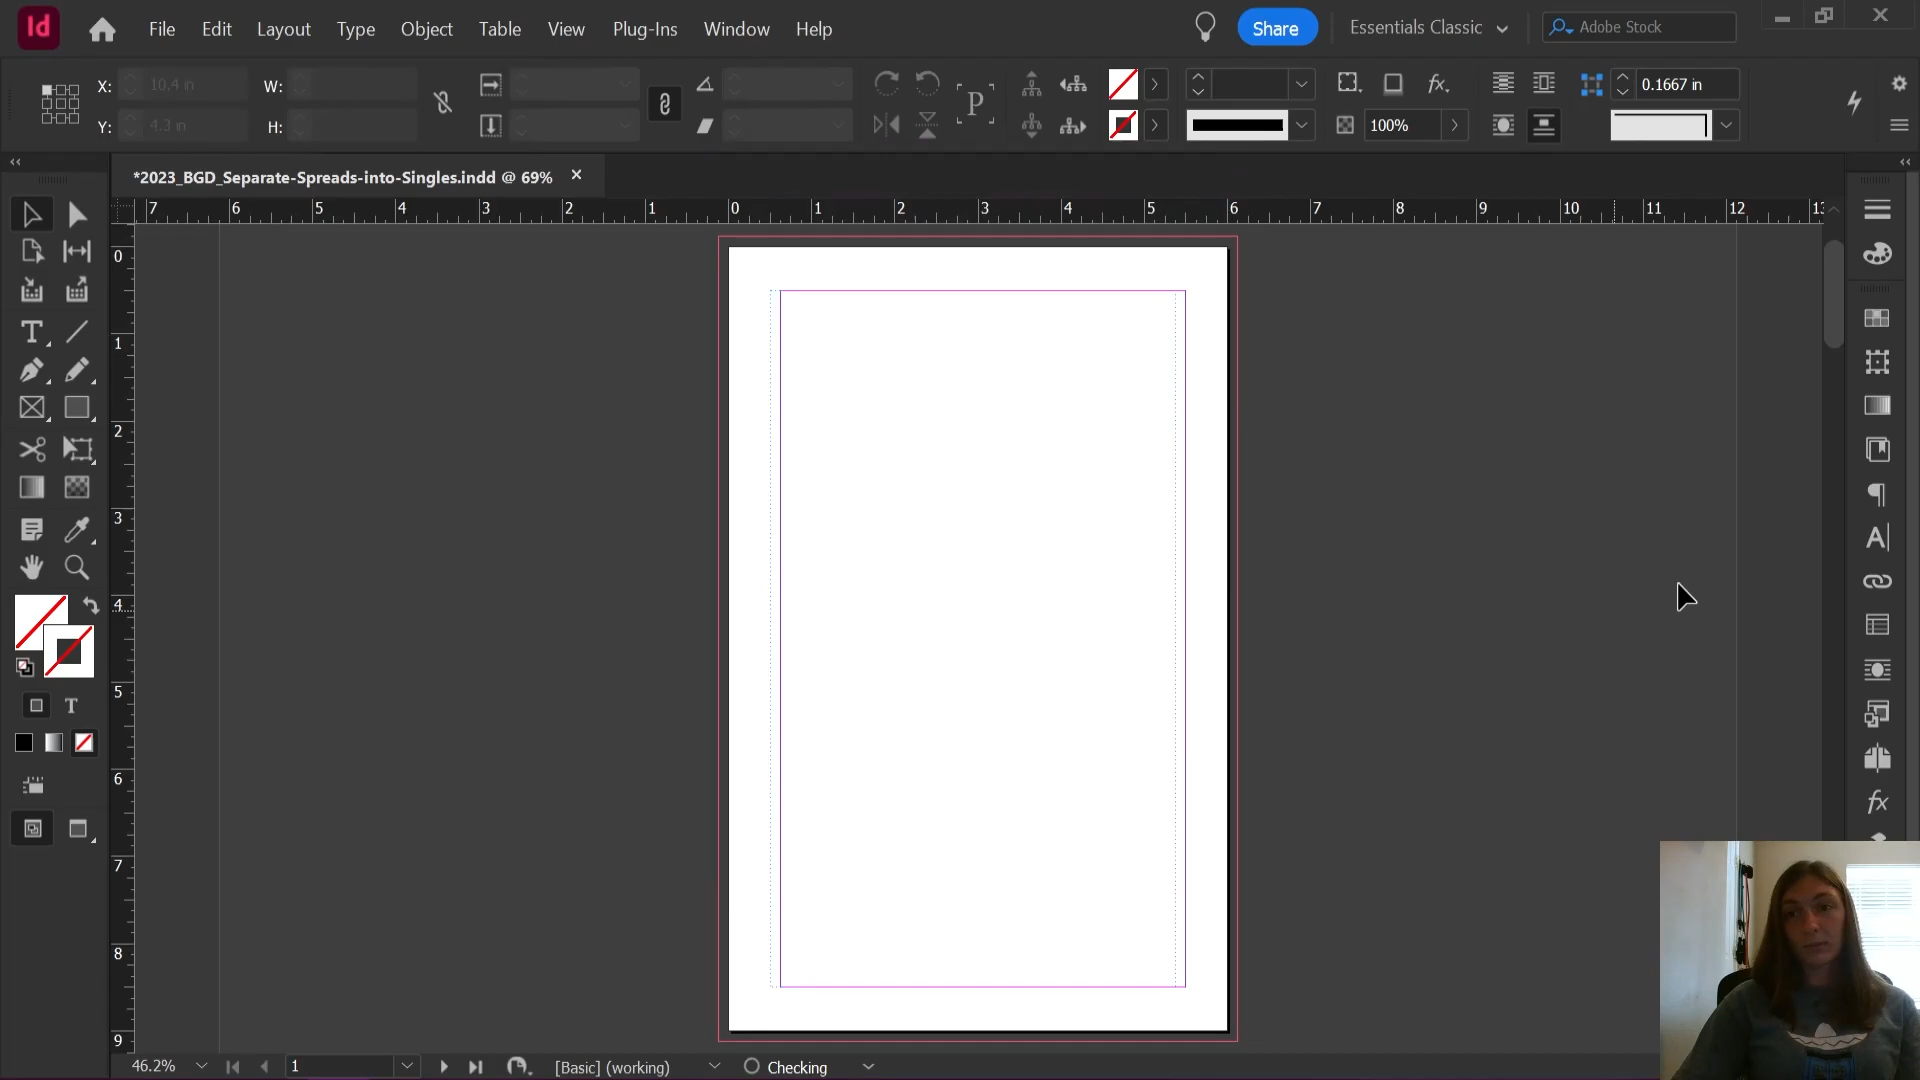 Id
File Edit Layout Type Object Table View Plug-Ins Window Help
Share
Essentials Classic
Adobe Stock
X: 10.4 in W:
Y: 4.3 in H:
P
fx
0.1667 in
100%
*2023_BGD_Separate-Spreads-into-Singles.indd @ 69%
7 6 5 4 3 2 1 0 1 2 3 4 5 6 7 8 9 10 11 12 13
0
1
2
3
4
5
6
7
8
9
T
T
A
fx
46.2% 1 [Basic] (working) Checking